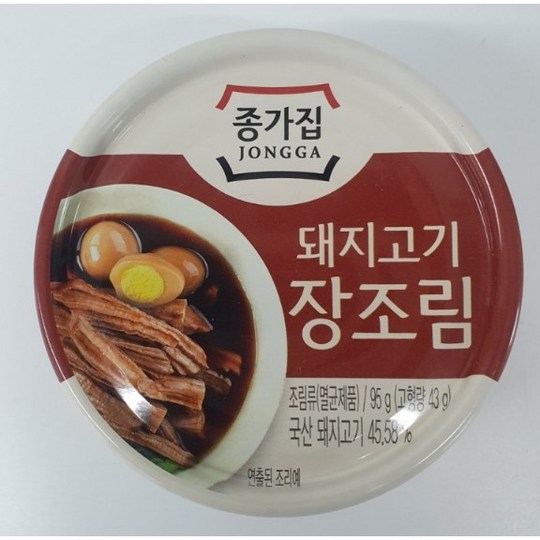 종가집
JONGGA
돼지고기
장조림
조림류(멸균제품) / 95 g (고형량 43 g)
국산 돼지고기 45.58%
연출된 조리예